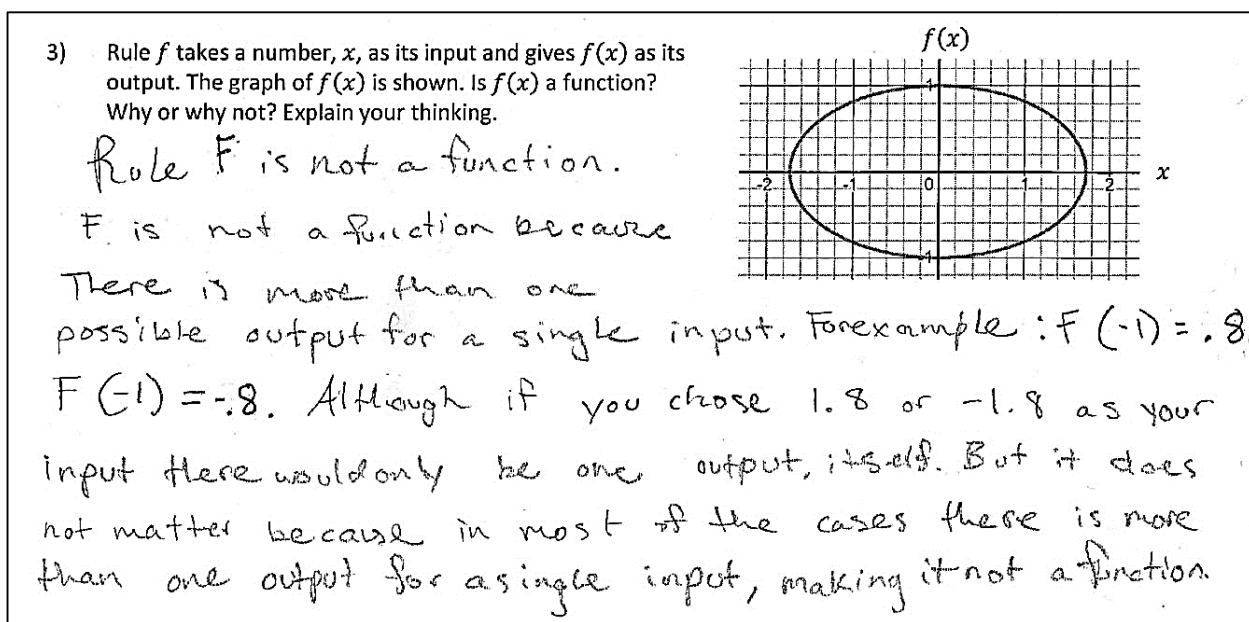 3) Rule f takes a number, x, as its input and gives f(x) as its
output. The graph of f(x) is shown. Is f(x) a function?
Why or why not? Explain your thinking.
f(x)
1
-2 -1 0 1 2 x
-1
Rule F is not a function.
F is not a function because
There is more than one
possible output for a single input. Forexample : F (-1) = .8
F (-1) = -.8. Although if you chose 1.8 or -1.8 as your
input there would only be one output, itself. But it does
not matter because in most of the cases there is more
than one output for a single input, making it not a function.